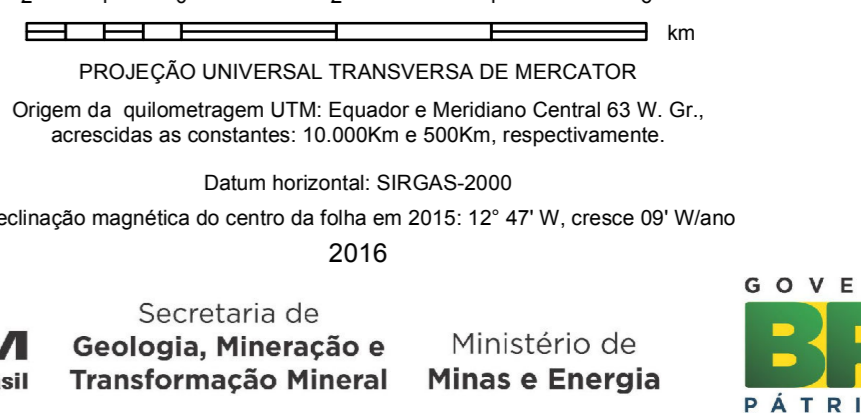 km
PROJEÇÃO UNIVERSAL TRANSVERSA DE MERCATOR
Origem da quilometragem UTM: Equador e Meridiano Central 63 W. Gr.,
acrescidas as constantes: 10.000Km e 500Km, respectivamente.
Datum horizontal: SIRGAS-2000
eclinação magnética do centro da folha em 2015: 12° 47' W, cresce 09' W/ano
2016
Secretaria de
Geologia, Mineração e
Transformação Mineral
Ministério de
Minas e Energia
GOVE
PÁTRI